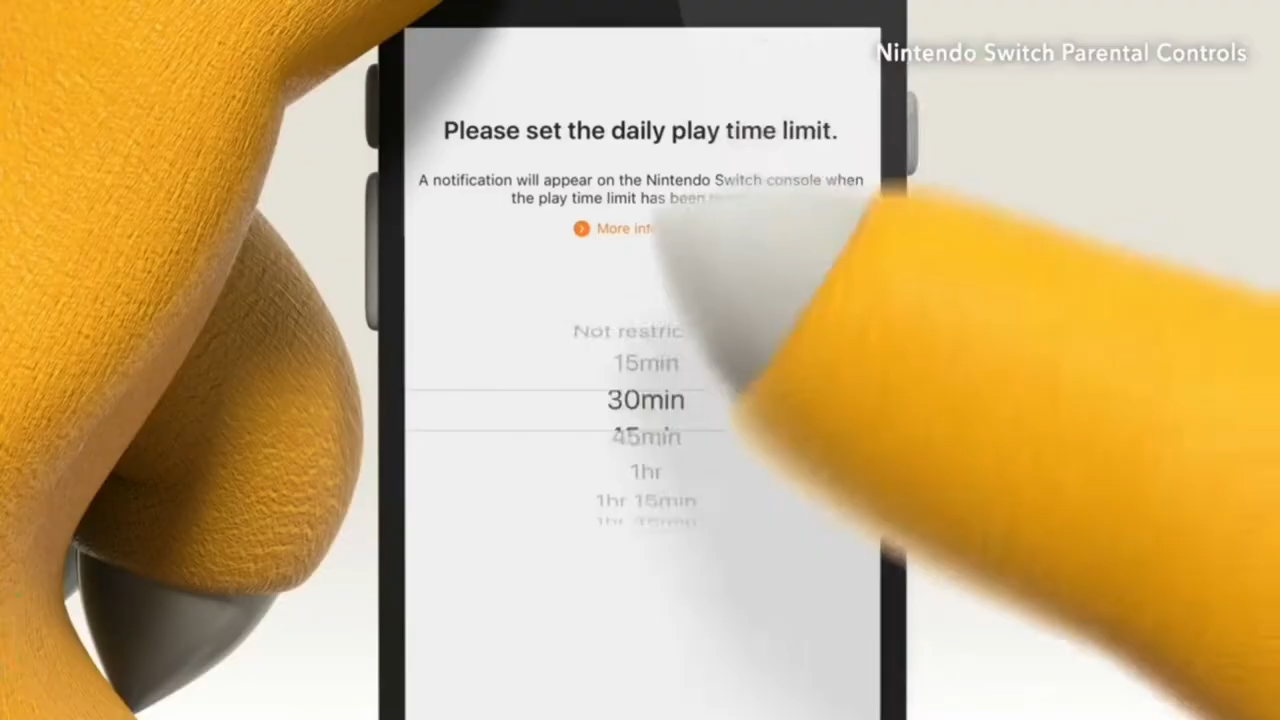 Nintendo Switch Parental Controls
Please set the daily play time limit.
A notification will appear on the Nintendo Switch console when
the play time limit has been
More
Not
15min
30min
45min
1hr
1hr 15min